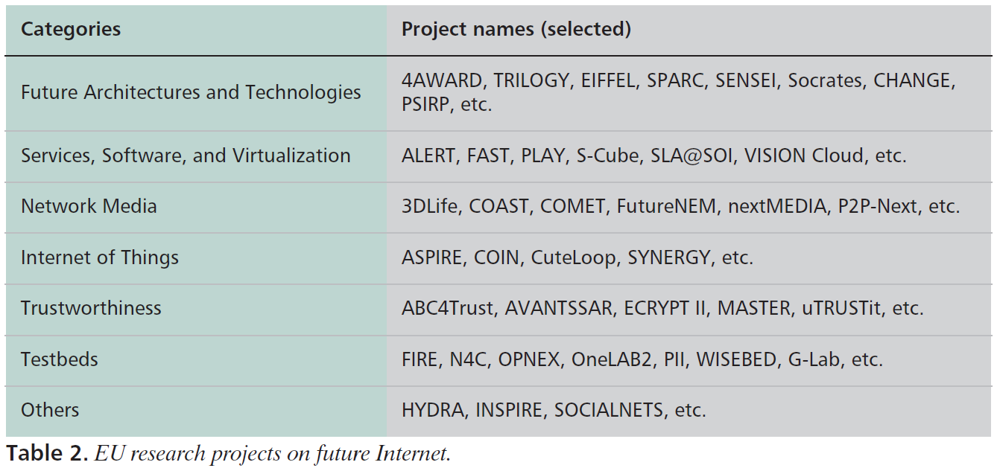 Categories
Project names (selected)
Future Architectures and Technologies
4AWARD, TRILOGY, EIFFEL, SPARC, SENSEI, Socrates, CHANGE,
PSIRP, etc.
Services, Software, and Virtualization
ALERT, FAST, PLAY, S-Cube, SLA@SOI, VISION Cloud, etc.
Network Media
3DLife, COAST, COMET, FutureNEM, nextMEDIA, P2P-Next, etc.
Internet of Things
ASPIRE, COIN, CuteLoop, SYNERGY, etc.
Trustworthiness
ABC4Trust, AVANTSSAR, ECRYPT II, MASTER, uTRUSTit, etc.
Testbeds
FIRE, N4C, OPNEX, OneLAB2, PII, WISEBED, G-Lab, etc.
Others
HYDRA, INSPIRE, SOCIALNETS, etc.
Table 2. EU research projects on future Internet.